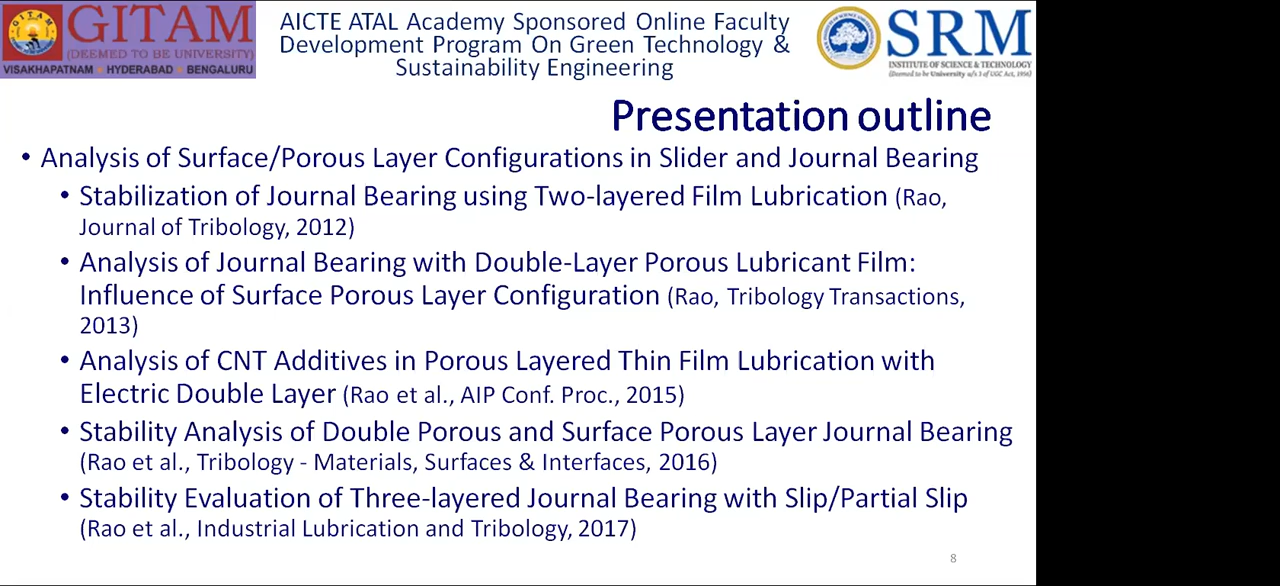 GITAM
(DEEMED TO BE UNIVERSITY)
VISAKHAPATNAM HYDERABAD BENGALURU
AICTE ATAL Academy Sponsored Online Faculty
Development Program On Green Technology &
Sustainability Engineering
SRM
INSTITUTE OF SCIENCE & TECHNOLOGY
(Deemed to be University u/s 3 of UGC Act, 1956)
Presentation outline
• Analysis of Surface/Porous Layer Configurations in Slider and Journal Bearing
• Stabilization of Journal Bearing using Two-layered Film Lubrication (Rao,
Journal of Tribology, 2012)
• Analysis of Journal Bearing with Double-Layer Porous Lubricant Film:
Influence of Surface Porous Layer Configuration (Rao, Tribology Transactions,
2013)
• Analysis of CNT Additives in Porous Layered Thin Film Lubrication with
Electric Double Layer (Rao et al., AIP Conf. Proc., 2015)
• Stability Analysis of Double Porous and Surface Porous Layer Journal Bearing
(Rao et al., Tribology - Materials, Surfaces & Interfaces, 2016)
• Stability Evaluation of Three-layered Journal Bearing with Slip/Partial Slip
(Rao et al., Industrial Lubrication and Tribology, 2017)
8